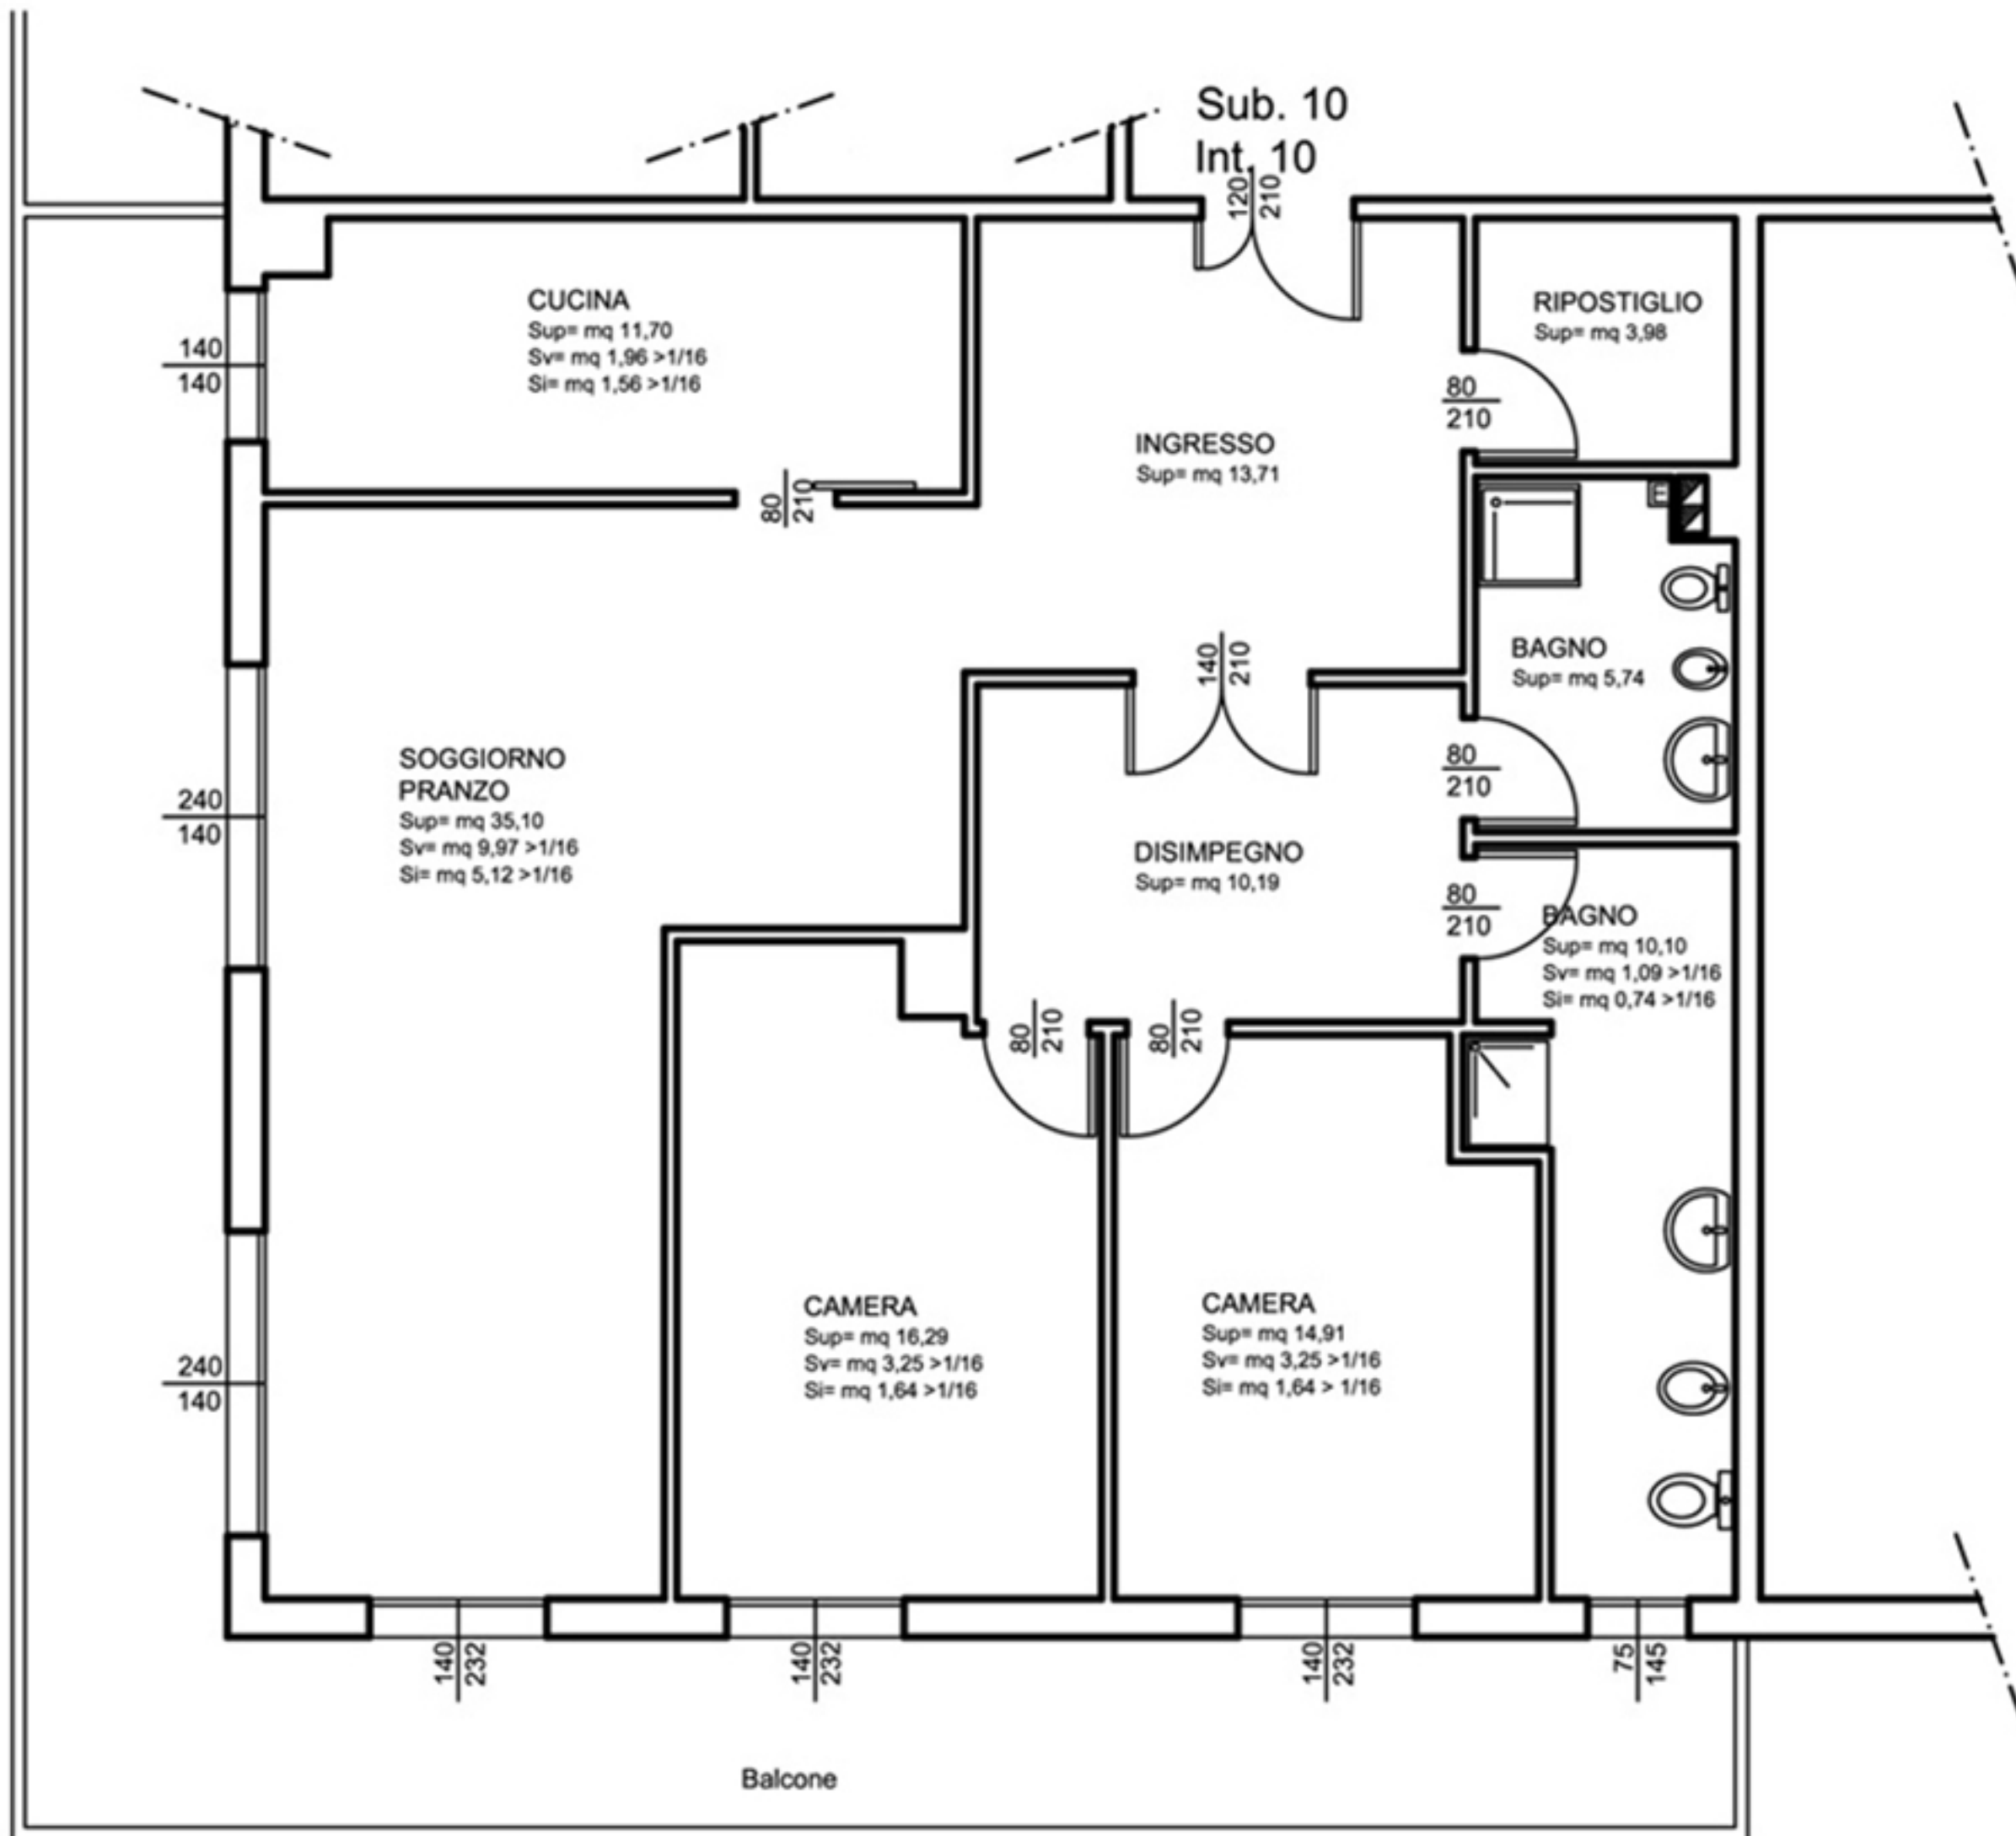 Sub. 10
Int. 10
120
210
CUCINA
Sup= mq 11,70
Sv= mq 1,96 >1/16
Si= mq 1,56 >1/16
RIPOSTIGLIO
Sup= mq 3,98
140
140
80
210
INGRESSO
Sup= mq 13,71
80
210
140
210
BAGNO
Sup= mq 5,74
SOGGIORNO
PRANZO
Sup= mq 35,10
Sv= mq 9,97 >1/16
Si= mq 5,12 >1/16
240
140
80
210
DISIMPEGNO
Sup= mq 10,19
80
210
BAGNO
Sup= mq 10,10
Sv= mq 1,09 >1/16
Si= mq 0,74 >1/16
80
210
80
210
CAMERA
Sup= mq 16,29
Sv= mq 3,25 >1/16
Si= mq 1,64 >1/16
CAMERA
Sup= mq 14,91
Sv= mq 3,25 >1/16
Si= mq 1,64 > 1/16
240
140
140
232
140
232
140
232
75
145
Balcone